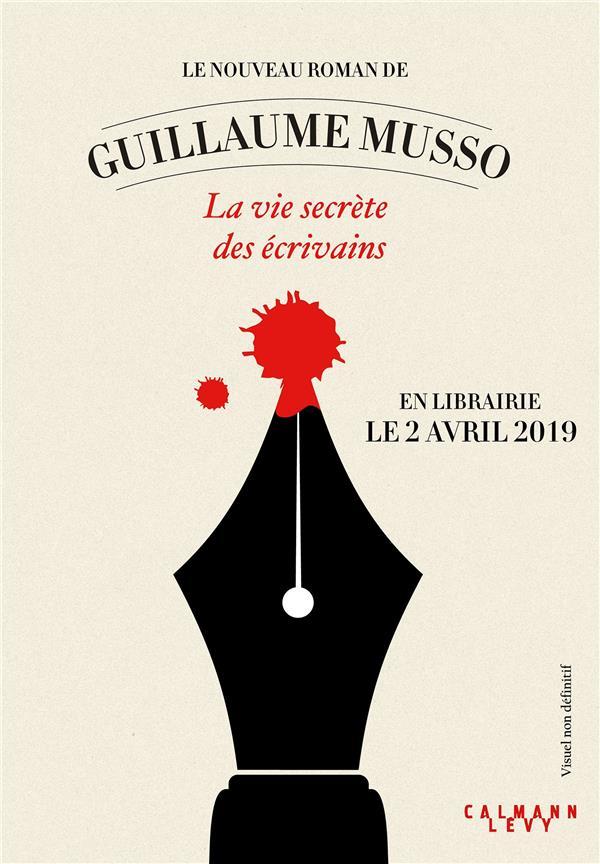 LE NOUVEAU ROMAN DE
GUILLAUME MUSSO
La vie secrète
des écrivains
EN LIBRAIRIE
LE 2 AVRIL 2019
Visuel non définitif
CALMANN
LEVY